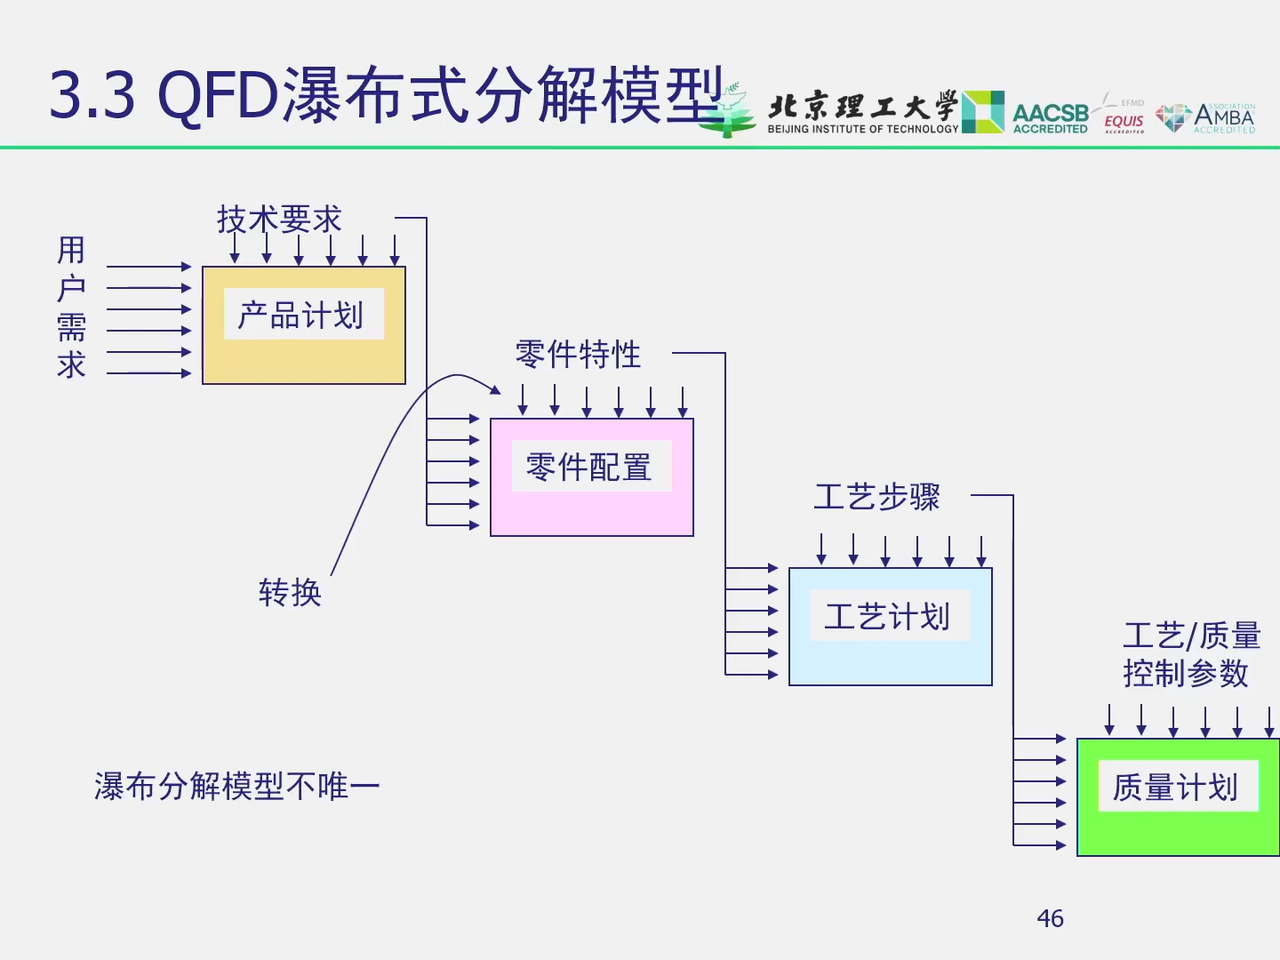 3.3 QFD瀑布式分解模型
北京理工大学
BEIJING INSTITUTE OF TECHNOLOGY
AACSB
ACCREDITED
EFMD
EQUIS
ACCREDITED
ASSOCIATION
AMBA
ACCREDITED
技术要求
用户需求
产品计划
零件特性
零件配置
工艺步骤
转换
工艺计划
工艺/质量
控制参数
瀑布分解模型不唯一
质量计划
46